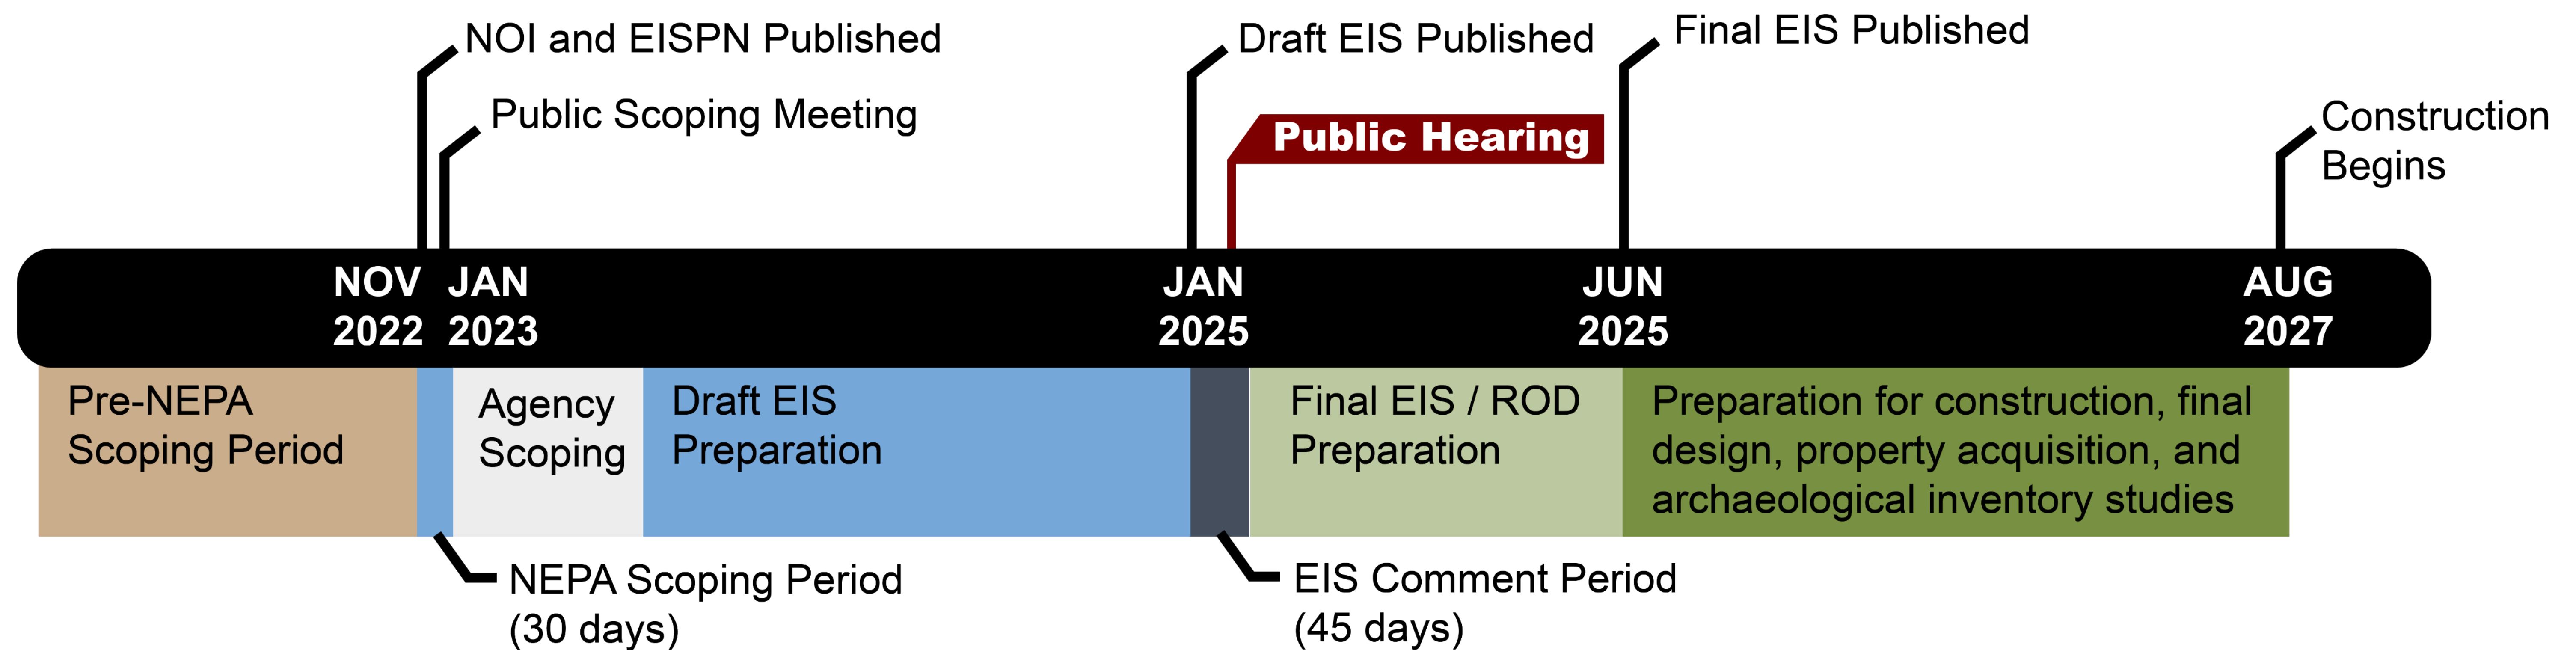 NOI and EISPN Published
Public Scoping Meeting
Draft EIS Published
Public Hearing
Final EIS Published
Construction
Begins
NOV
2022
JAN
2023
JAN
2025
JUN
2025
AUG
2027
Pre-NEPA
Scoping Period
Agency
Scoping
Draft EIS
Preparation
Final EIS / ROD
Preparation
Preparation for construction, final
design, property acquisition, and
archaeological inventory studies
NEPA Scoping Period
(30 days)
EIS Comment Period
(45 days)